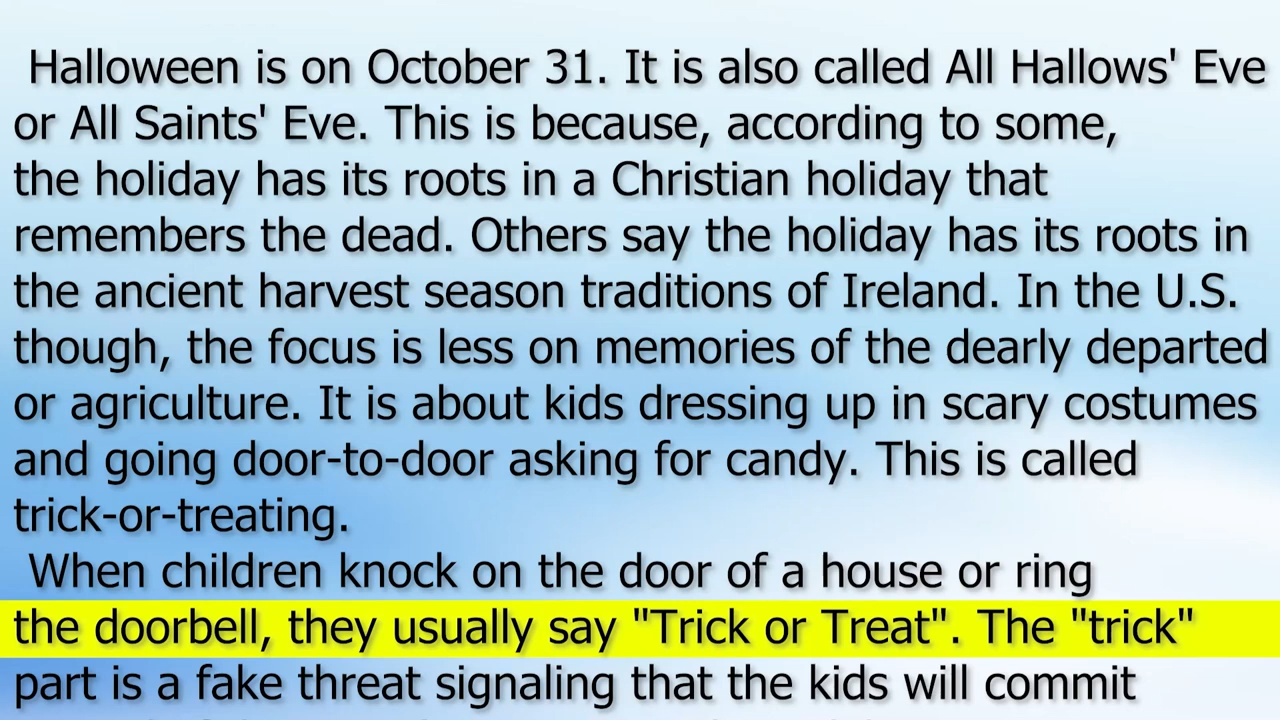 Halloween is on October 31. It is also called All Hallows' Eve
or All Saints' Eve. This is because, according to some,
the holiday has its roots in a Christian holiday that
remembers the dead. Others say the holiday has its roots in
the ancient harvest season traditions of Ireland. In the U.S.
though, the focus is less on memories of the dearly departed
or agriculture. It is about kids dressing up in scary costumes
and going door-to-door asking for candy. This is called
trick-or-treating.
When children knock on the door of a house or ring
the doorbell, they usually say "Trick or Treat". The "trick"
part is a fake threat signaling that the kids will commit